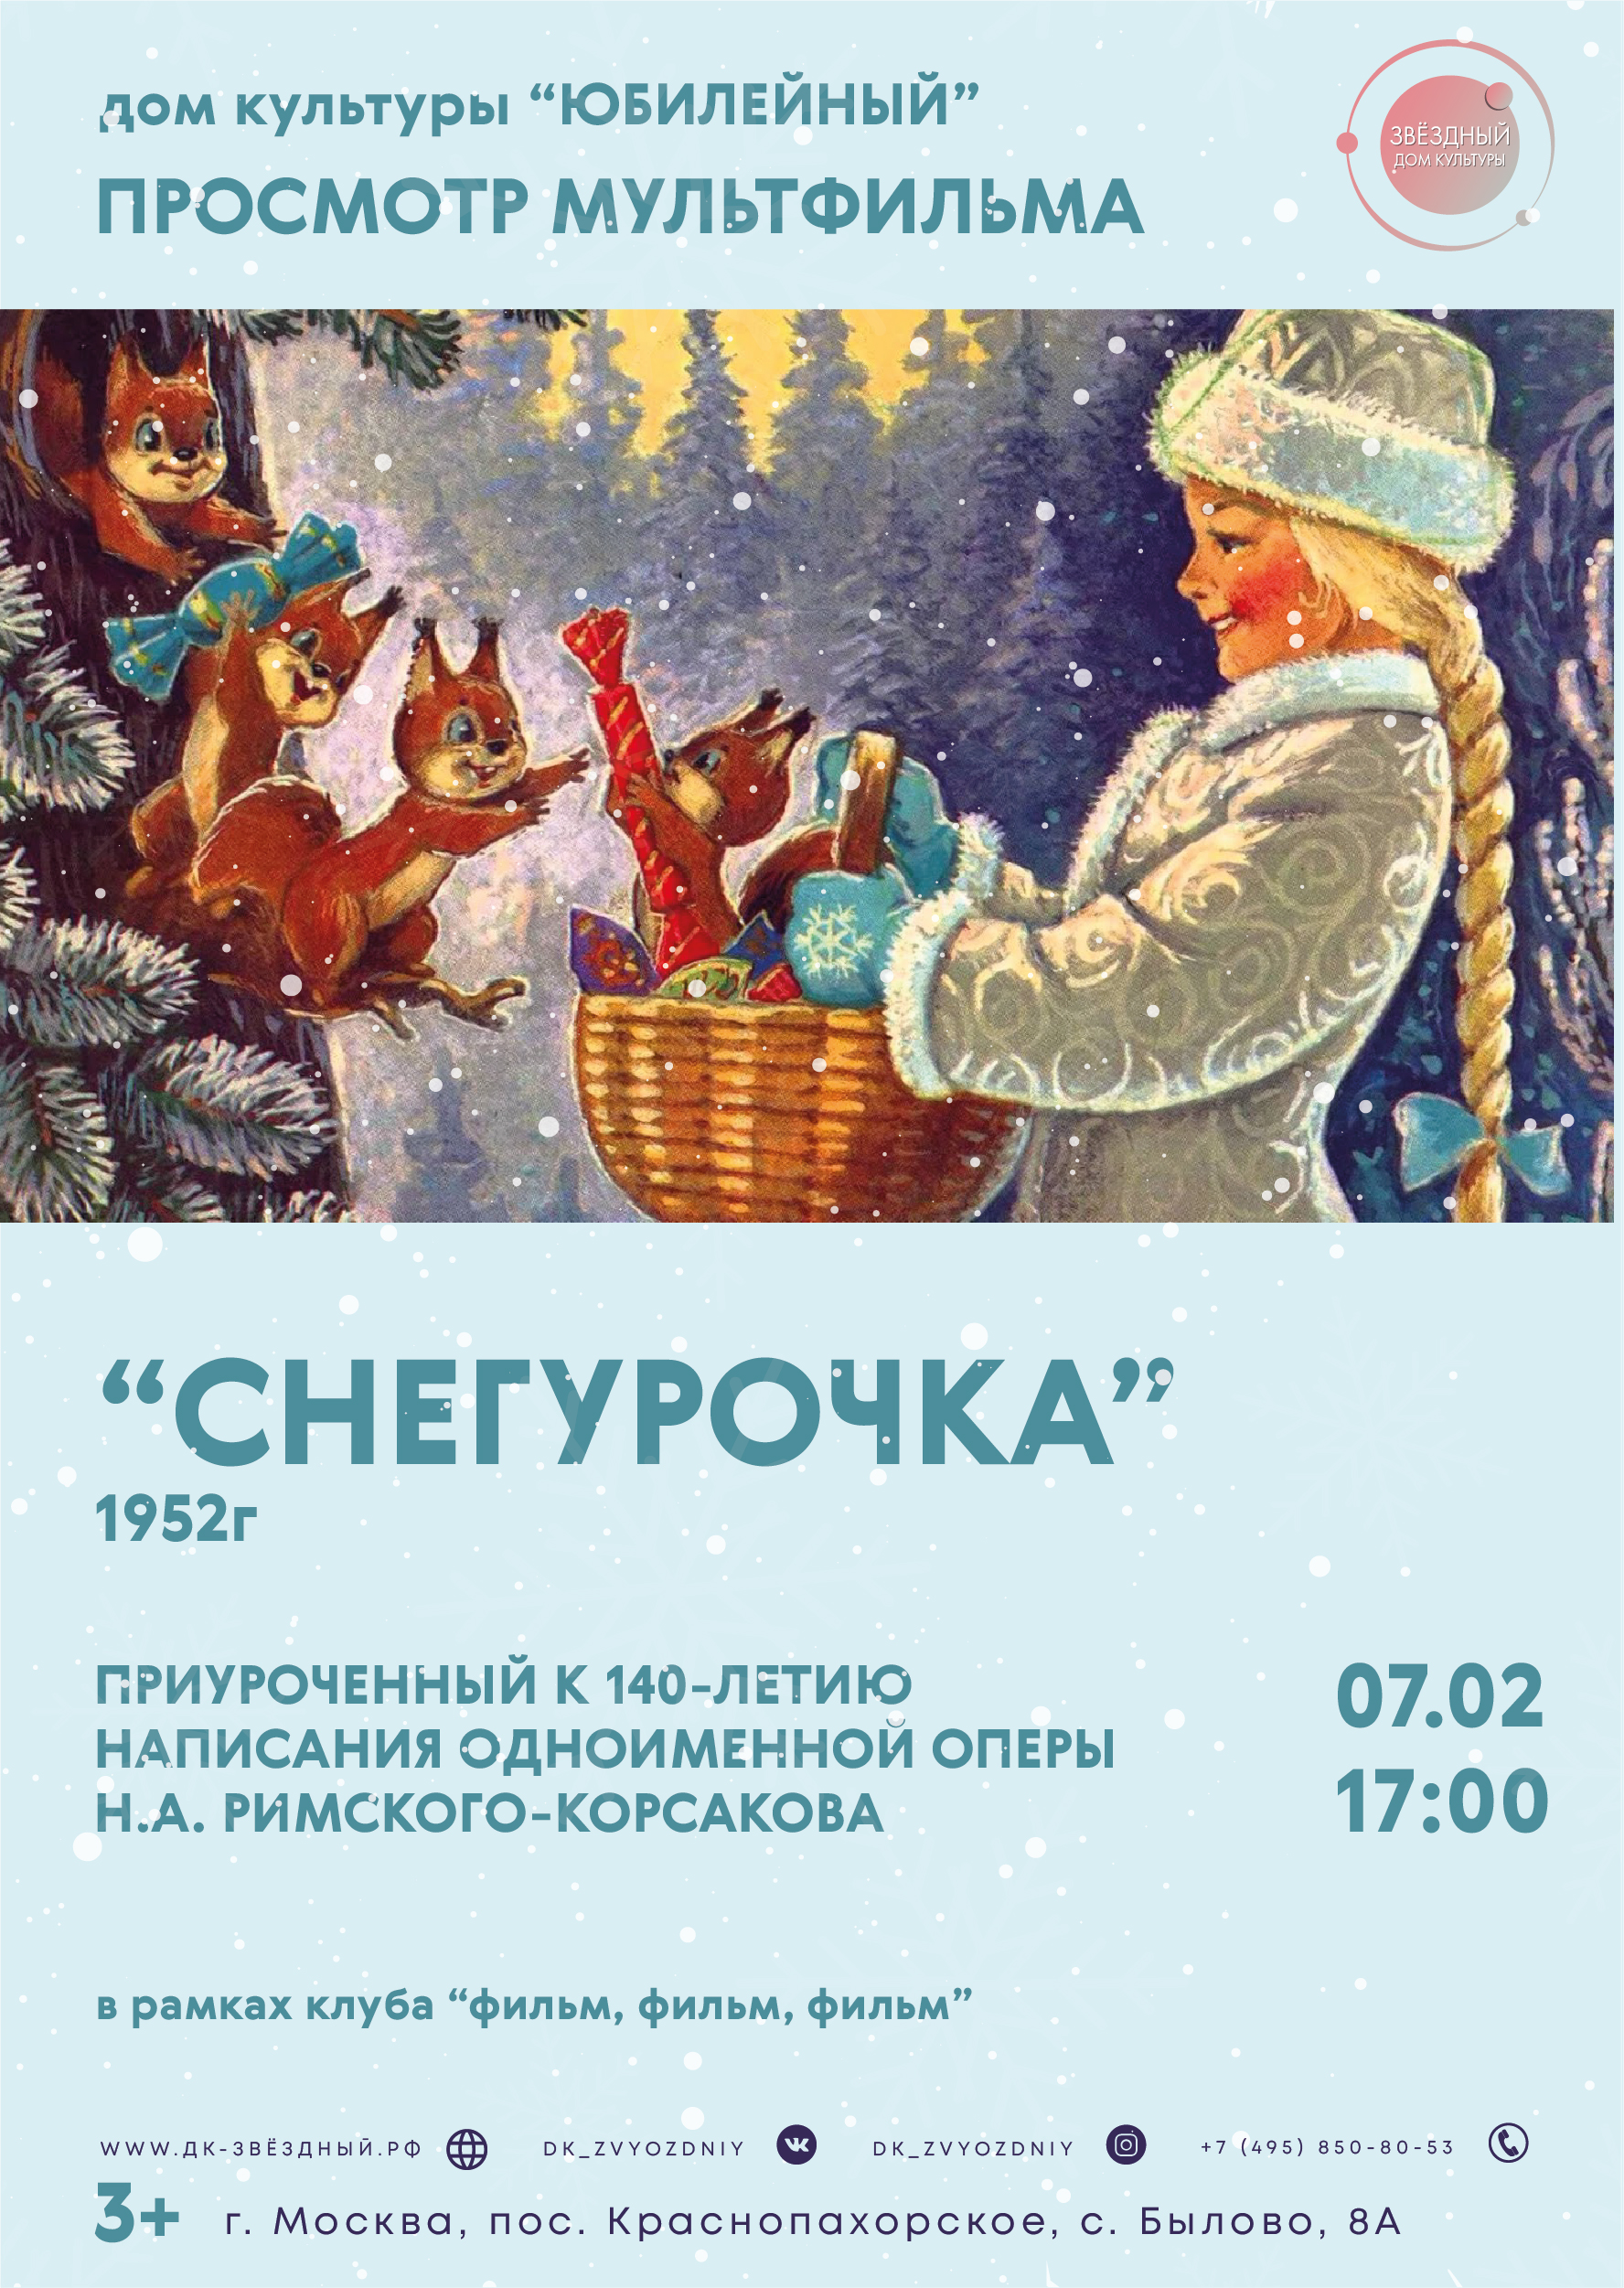 дом культуры “ЮБИЛЕЙНЫЙ”
ПРОСМОТР МУЛЬТФИЛЬМА
ЗВЁЗДНЫЙ
ДОМ КУЛЬТУРЫ
“СНЕГУРОЧКА”
1952г
ПРИУРОЧЕННЫЙ К 140-ЛЕТИЮ
НАПИСАНИЯ ОДНОИМЕННОЙ ОПЕРЫ
Н.А. РИМСКОГО-КОРСАКОВА
07.02
17:00
в рамках клуба “фильм, фильм, фильм”
WWW.ДК-ЗВЁЗДНЫЙ.РФ
DK_ZVYOZDNIY
DK_ZVYOZDNIY
+7 (495) 850-80-53
3+
г. Москва, пос. Краснопахорское, с. Былово, 8А